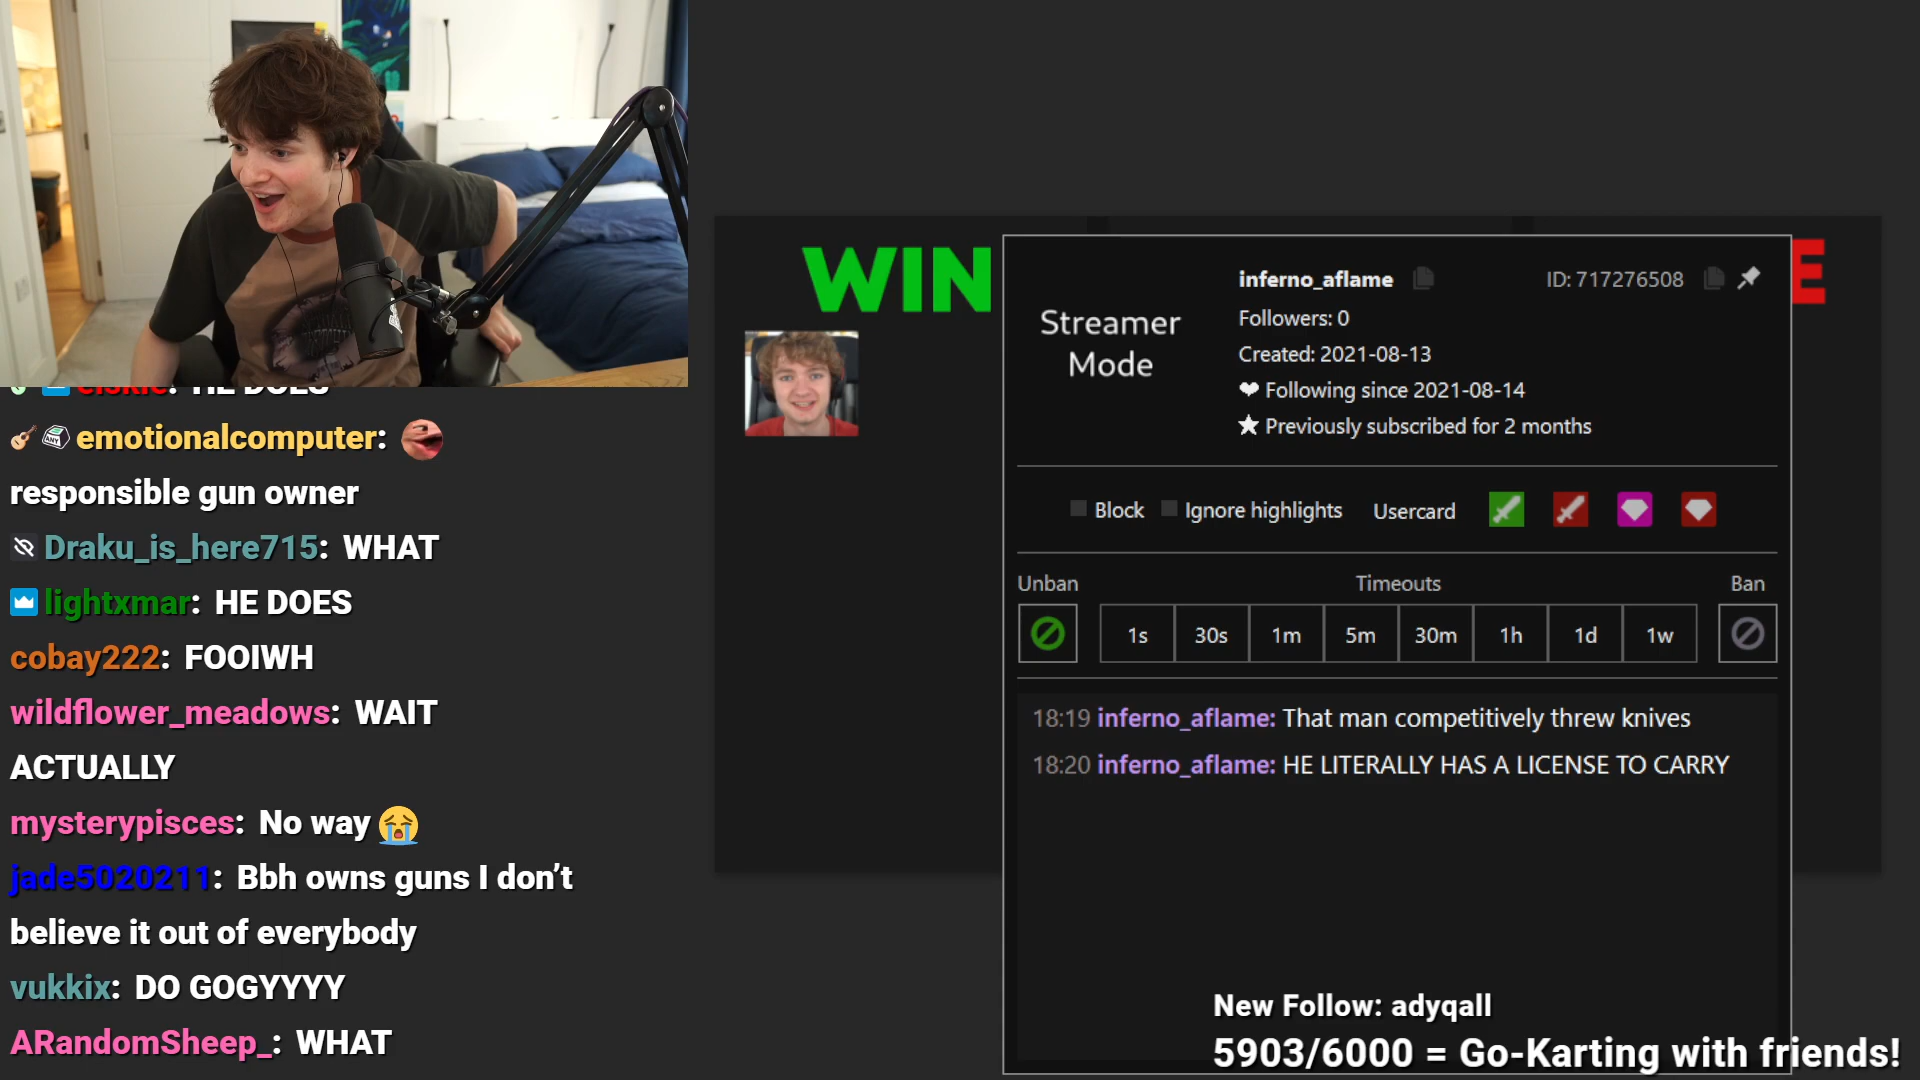 eiskie: HE DOES
emotionalcomputer:
responsible gun owner
Draku_is_here715: WHAT
lightxmar: HE DOES
cobay222: FOOIWH
wildflower_meadows: WAIT
ACTUALLY
mysterypisces: No way
jade5020211: Bbh owns guns I don’t
believe it out of everybody
vukkix: DO GOGYYYY
ARandomSheep_: WHAT
WIN
E
Streamer
Mode
inferno_aflame
ID: 717276508
Followers: 0
Created: 2021-08-13
Following since 2021-08-14
Previously subscribed for 2 months
Block
Ignore highlights
Usercard
Unban
Timeouts
Ban
1s 30s 1m 5m 30m 1h 1d 1w
18:19 inferno_aflame: That man competitively threw knives
18:20 inferno_aflame: HE LITERALLY HAS A LICENSE TO CARRY
New Follow: adyqall
5903/6000 = Go-Karting with friends!